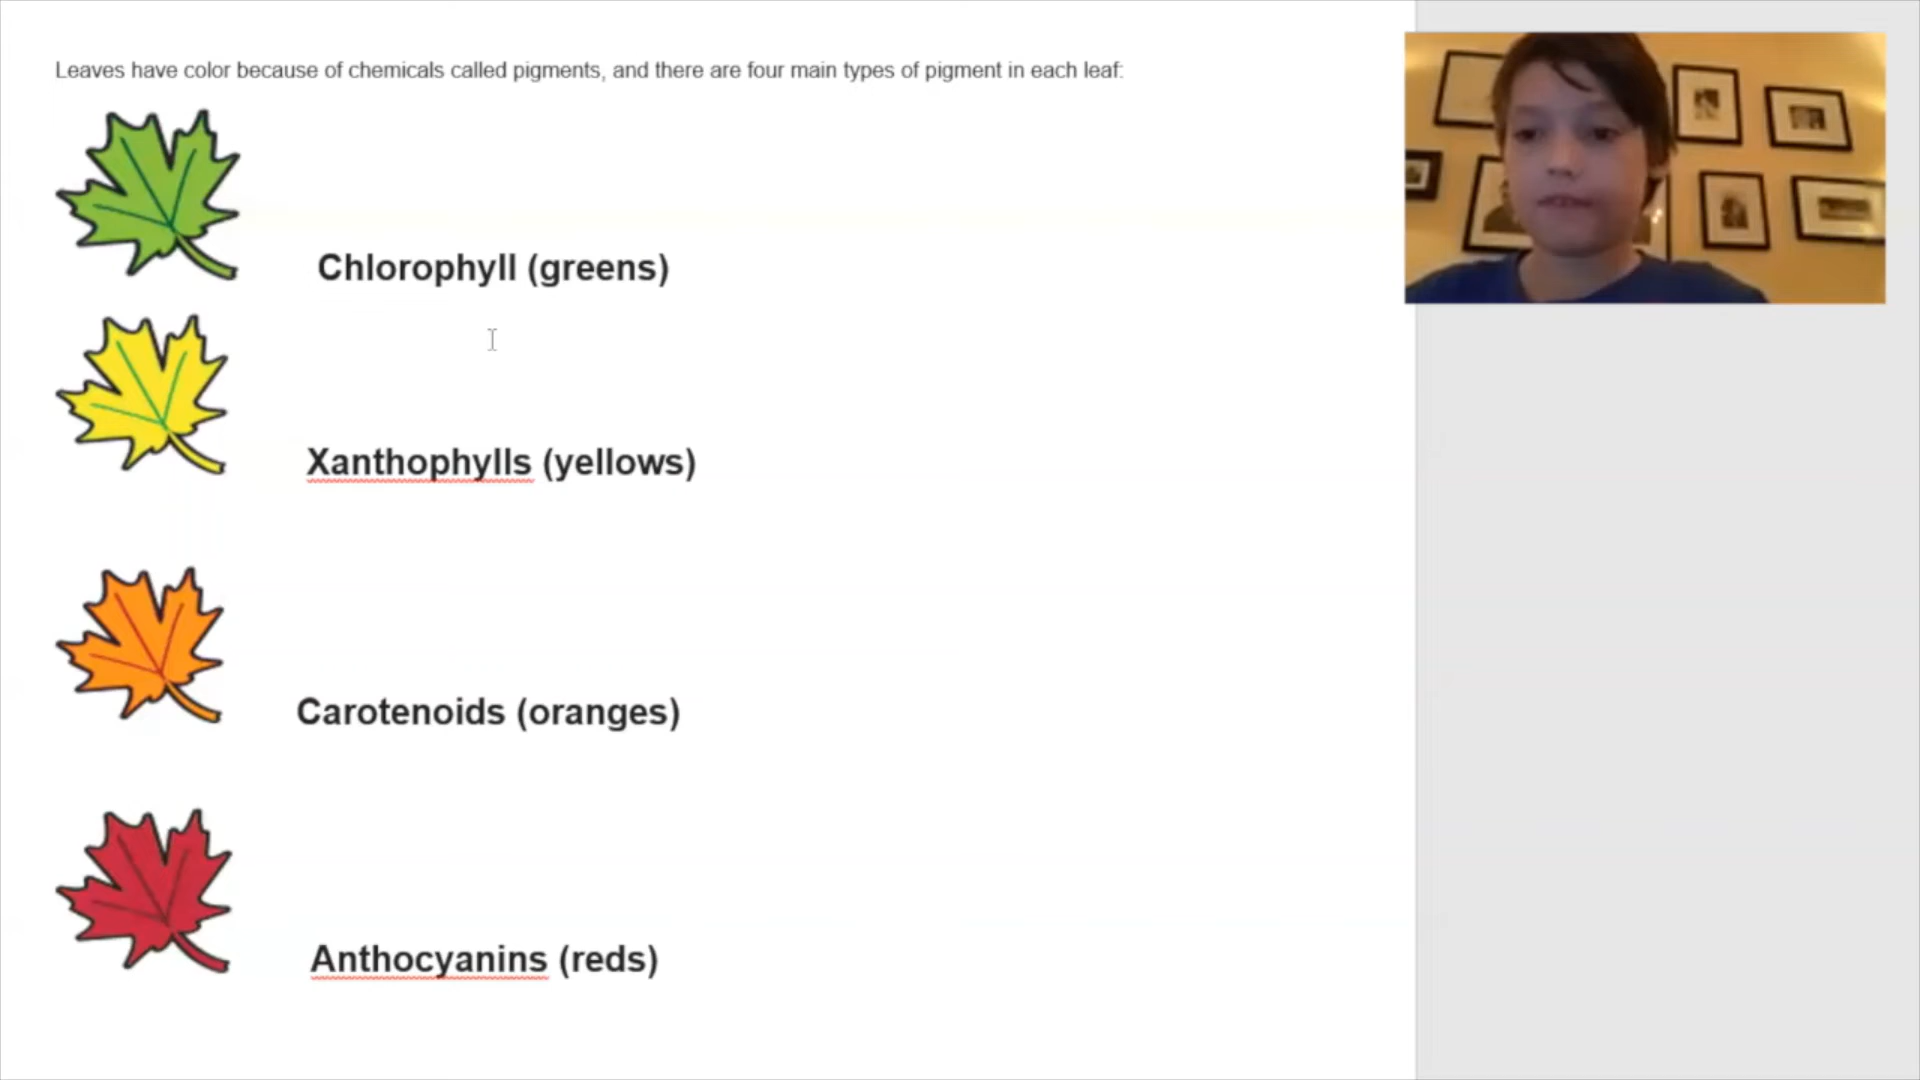 Leaves have color because of chemicals called pigments, and there are four main types of pigment in each leaf:
Chlorophyll (greens)
Xanthophylls (yellows)
Carotenoids (oranges)
Anthocyanins (reds)